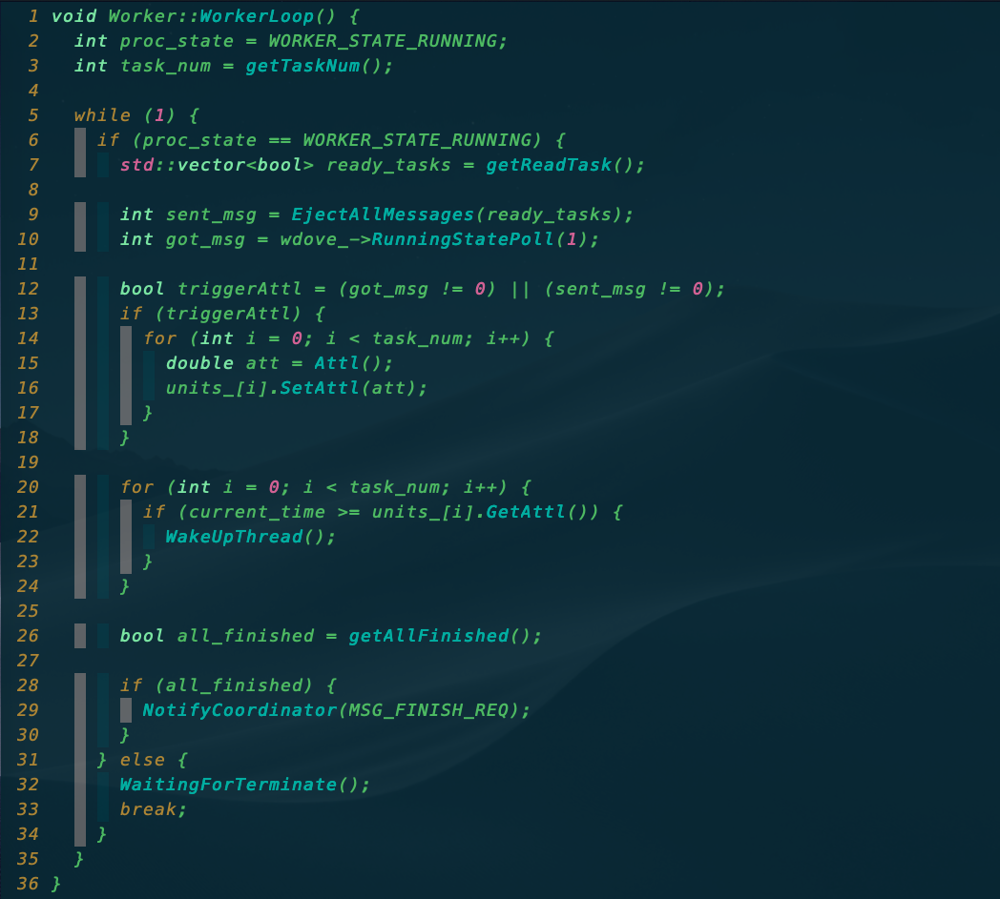 1 void Worker::WorkerLoop() {
2   int proc_state = WORKER_STATE_RUNNING;
3   int task_num = getTaskNum();
4
5   while (1) {
6     if (proc_state == WORKER_STATE_RUNNING) {
7       std::vector<bool> ready_tasks = getReadTask();
8
9       int sent_msg = EjectAllMessages(ready_tasks);
10       int got_msg = wdove_->RunningStatePoll(1);
11
12       bool triggerAttl = (got_msg != 0) || (sent_msg != 0);
13       if (triggerAttl) {
14         for (int i = 0; i < task_num; i++) {
15           double att = Attl();
16           units_[i].SetAttl(att);
17         }
18       }
19
20       for (int i = 0; i < task_num; i++) {
21         if (current_time >= units_[i].GetAttl()) {
22           WakeUpThread();
23         }
24       }
25
26       bool all_finished = getAllFinished();
27
28       if (all_finished) {
29         NotifyCoordinator(MSG_FINISH_REQ);
30       }
31     } else {
32       WaitingForTerminate();
33       break;
34     }
35   }
36 }